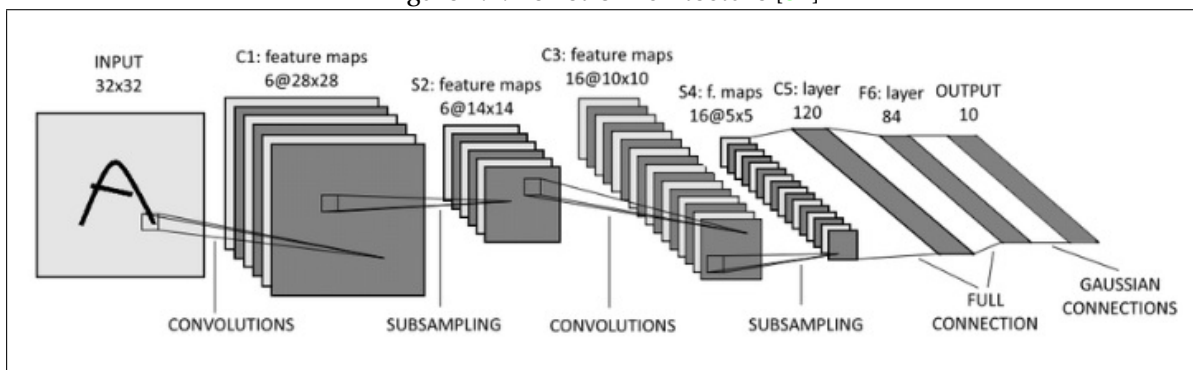 INPUT
32x32
C1: feature maps
6@28x28
S2: feature maps
6@14x14
C3: feature maps
16@10x10
S4: f. maps
16@5x5
C5: layer
120
F6: layer
84
OUTPUT
10
A
CONVOLUTIONS
SUBSAMPLING
CONVOLUTIONS
SUBSAMPLING
FULL
CONNECTION
GAUSSIAN
CONNECTIONS